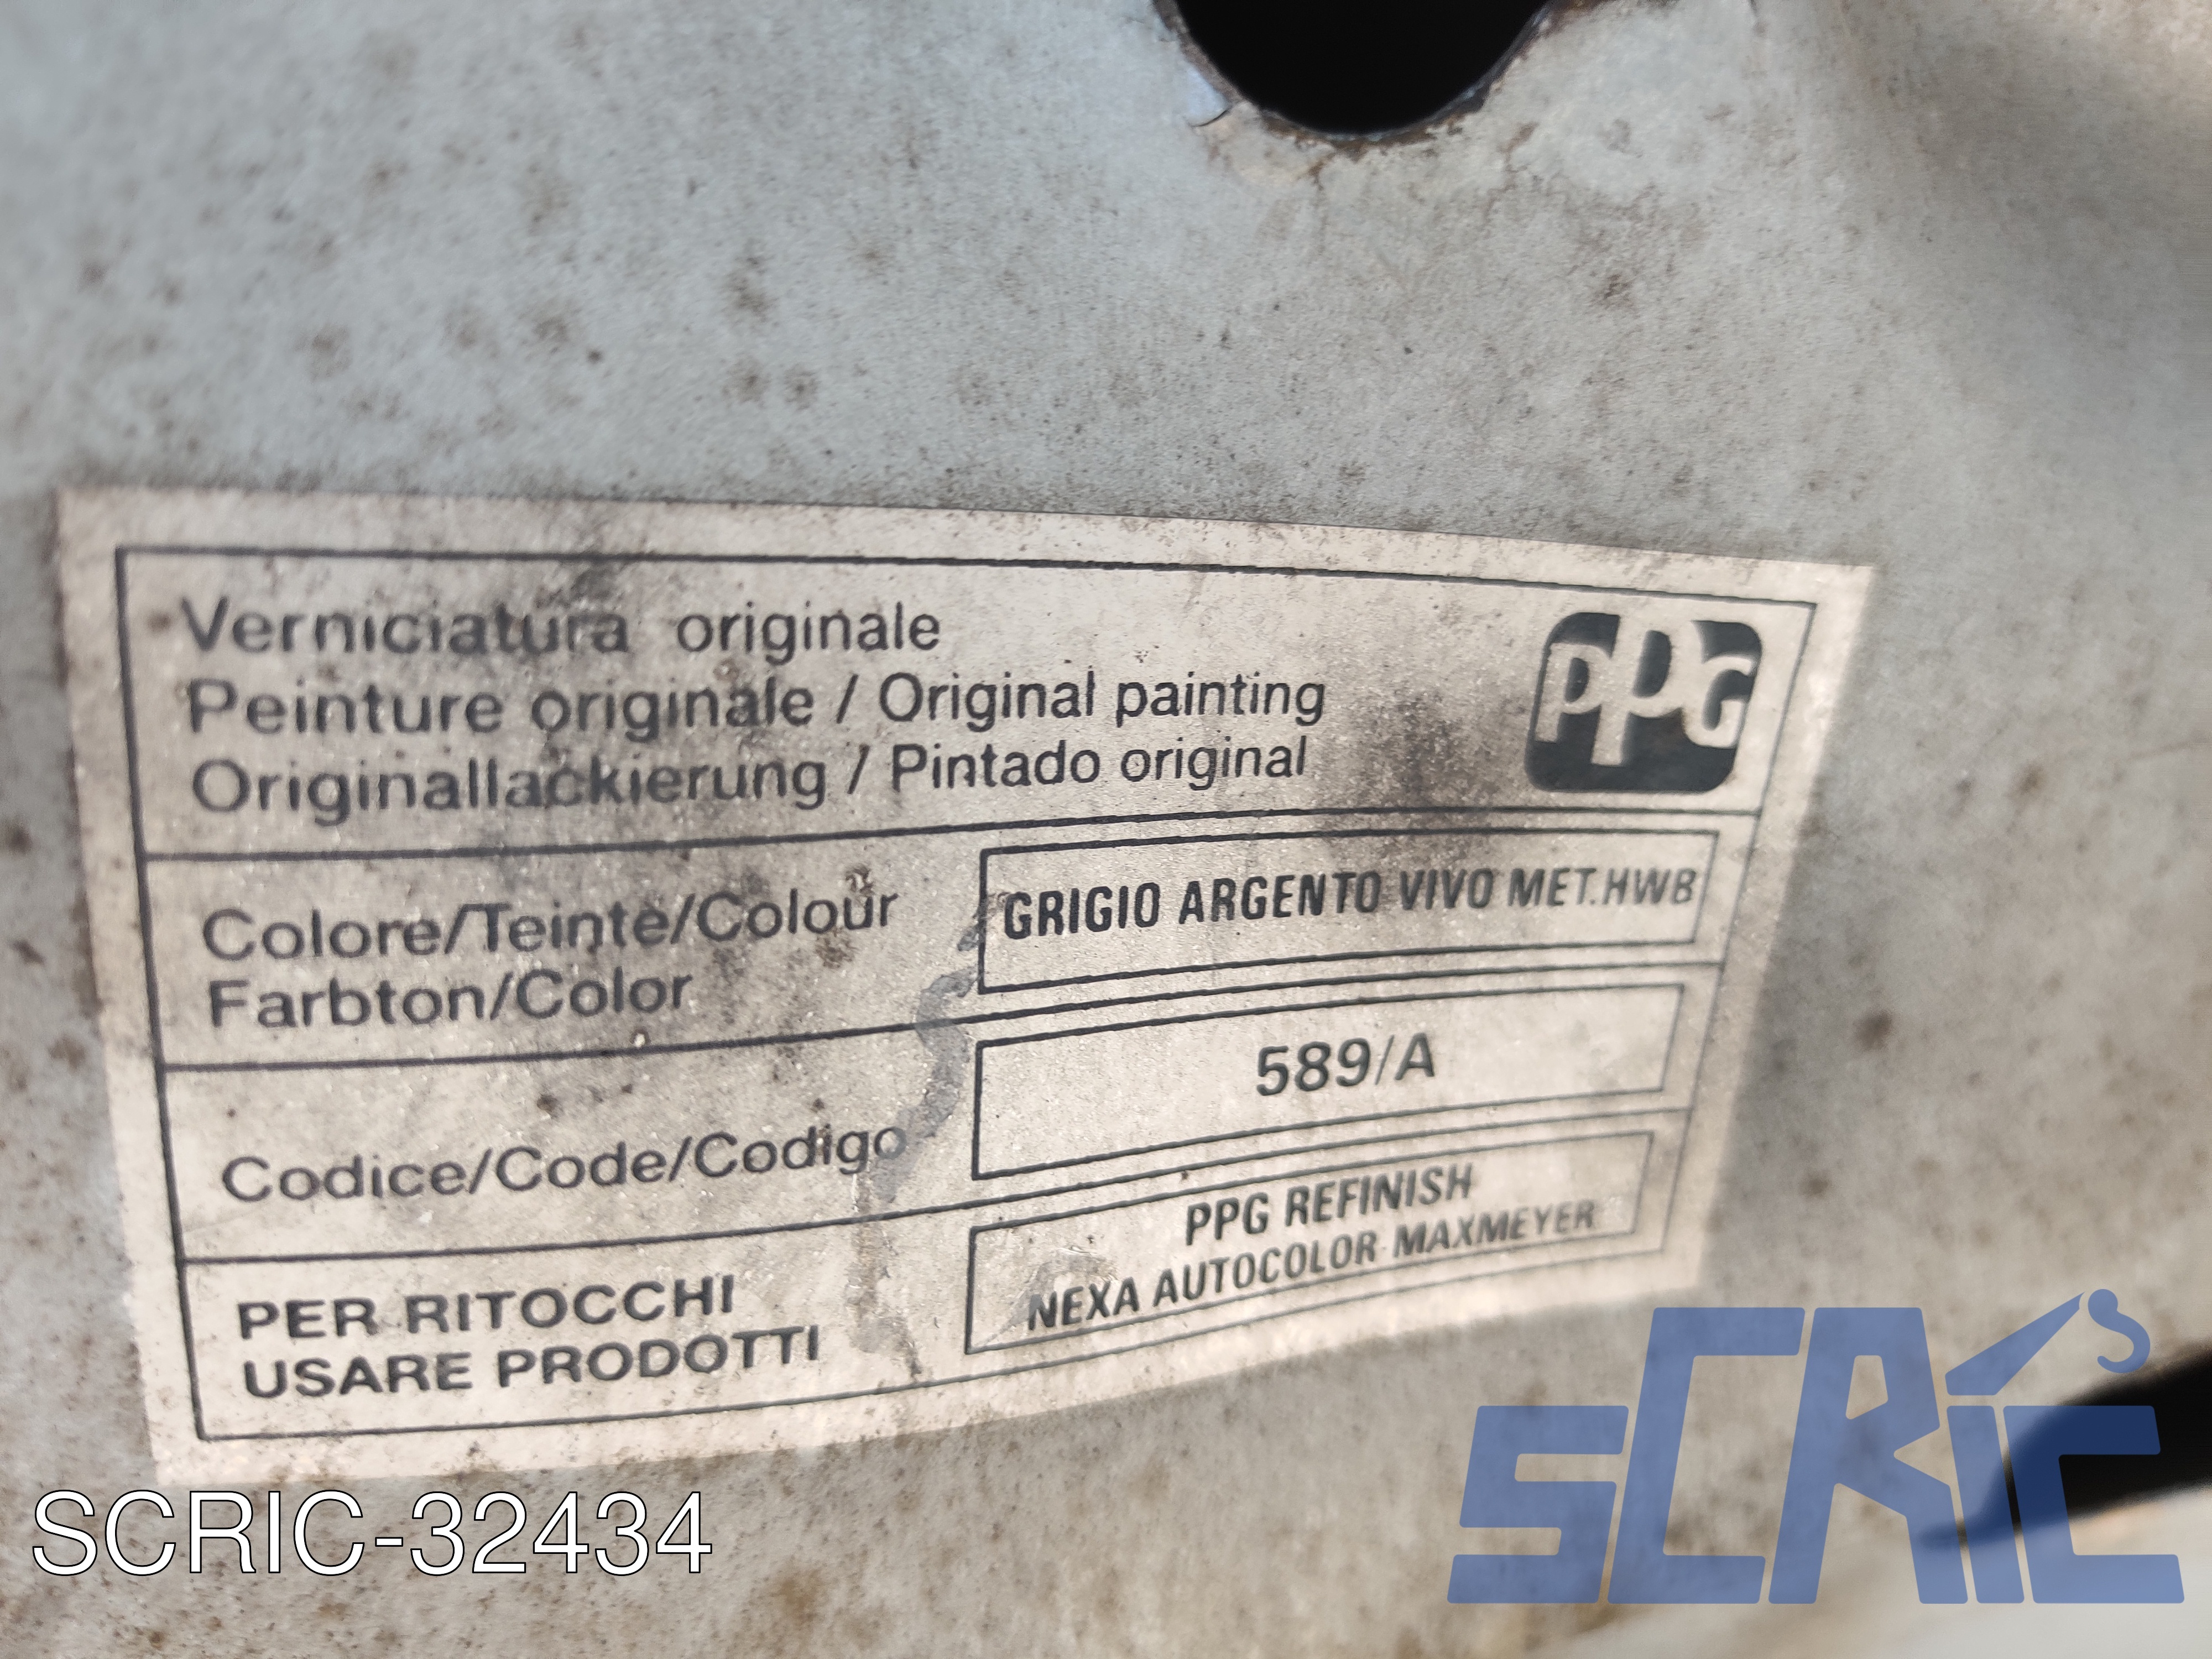 Verniciatura originale
Peinture originale / Original painting
Originallackierung / Pintado original
PPG
Colore/Teinte/Colour
Farbton/Color
GRIGIO ARGENTO VIVO MET.HWB
Codice/Code/Codigo
589/A
PER RITOCCHI
USARE PRODOTTI
PPG REFINISH
NEXA AUTOCOLOR MAXMEYER
SCRIC-32434
SCRIC